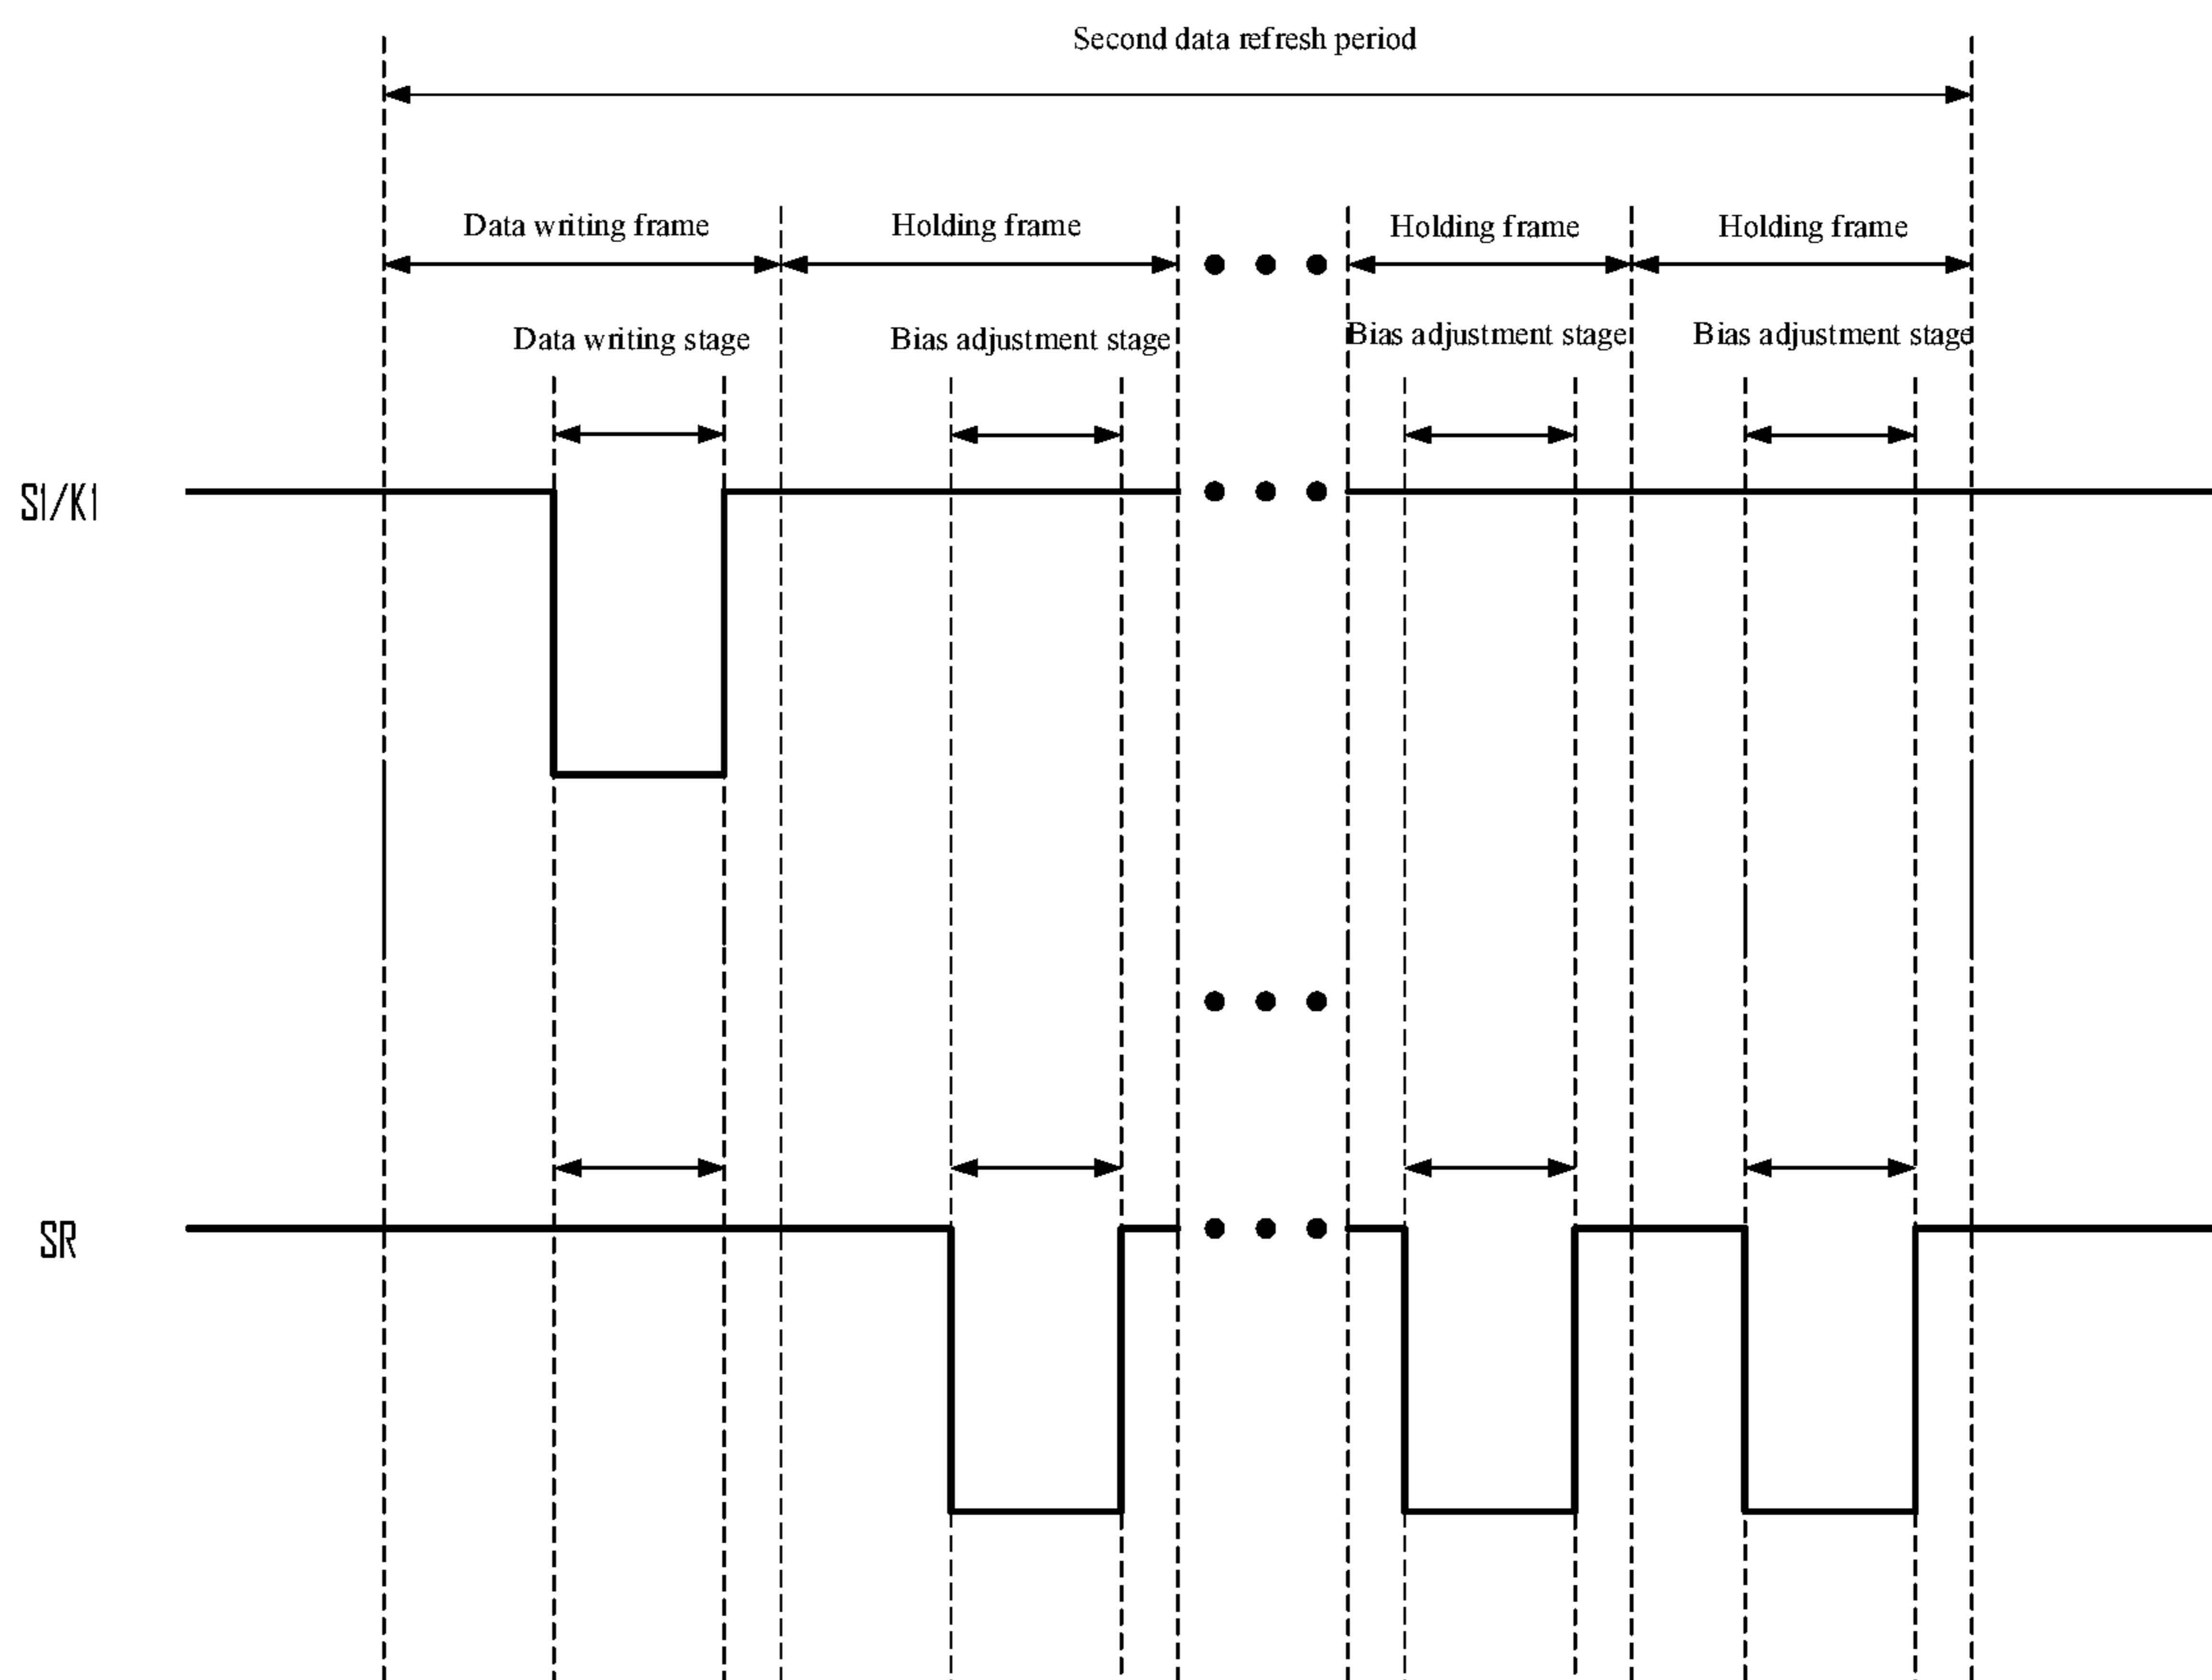 Second data refresh period
Data writing frame
Holding frame
Holding frame
Holding frame
Data writing stage
Bias adjustment stage
Bias adjustment stage
Bias adjustment stage
S1/K1
SR